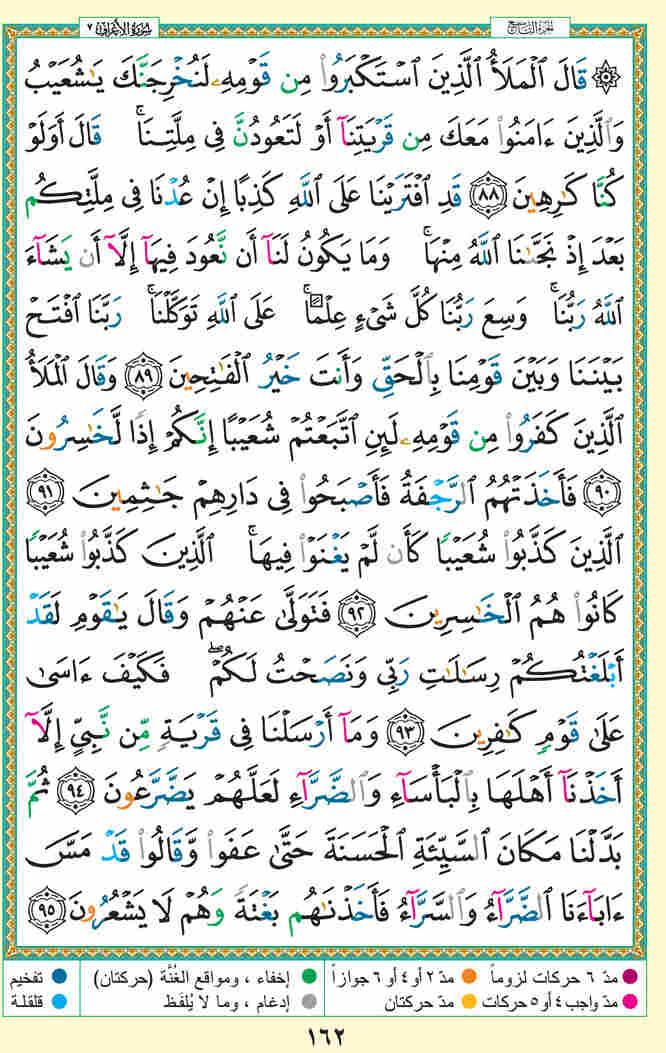 سُورَةُ الأَعْرَافِ ٧
الجزء التاسع
۞ قَالَ ٱلْمَلَأُ ٱلَّذِينَ ٱسْتَكْبَرُوا۟ مِن قَوْمِهِۦ لَنُخْرِجَنَّكَ يَـٰشُعَيْبُ
وَٱلَّذِينَ ءَامَنُوا۟ مَعَكَ مِن قَرْيَتِنَآ أَوْ لَتَعُودُنَّ فِى مِلَّتِنَا ۚ قَالَ أَوَلَوْ
كُنَّا كَـٰرِهِينَ ٨٨ قَدِ ٱفْتَرَيْنَا عَلَى ٱللَّهِ كَذِبًا إِنْ عُدْنَا فِى مِلَّتِكُم
بَعْدَ إِذْ نَجَّىٰنَا ٱللَّهُ مِنْهَا ۚ وَمَا يَكُونُ لَنَآ أَن نَّعُودَ فِيهَآ إِلَّآ أَن يَشَآءَ
ٱللَّهُ رَبُّنَا ۚ وَسِعَ رَبُّنَا كُلَّ شَىْءٍ عِلْمًا ۚ عَلَى ٱللَّهِ تَوَكَّلْنَا ۚ رَبَّنَا ٱفْتَحْ
بَيْنَنَا وَبَيْنَ قَوْمِنَا بِٱلْحَقِّ وَأَنتَ خَيْرُ ٱلْفَـٰتِحِينَ ٨٩ وَقَالَ ٱلْمَلَأُ
ٱلَّذِينَ كَفَرُوا۟ مِن قَوْمِهِۦ لَئِنِ ٱتَّبَعْتُمْ شُعَيْبًا إِنَّكُمْ إِذًا لَّخَـٰسِرُونَ
٩٠ فَأَخَذَتْهُمُ ٱلرَّجْفَةُ فَأَصْبَحُوا۟ فِى دَارِهِمْ جَـٰثِمِينَ ٩١
ٱلَّذِينَ كَذَّبُوا۟ شُعَيْبًا كَأَن لَّمْ يَغْنَوْا۟ فِيهَا ۚ ٱلَّذِينَ كَذَّبُوا۟ شُعَيْبًا
كَانُوا۟ هُمُ ٱلْخَـٰسِرِينَ ٩٢ فَتَوَلَّىٰ عَنْهُمْ وَقَالَ يَـٰقَوْمِ لَقَدْ
أَبْلَغْتُكُمْ رِسَـٰلَـٰتِ رَبِّى وَنَصَحْتُ لَكُمْ ۖ فَكَيْفَ ءَاسَىٰ
عَلَىٰ قَوْمٍ كَـٰفِرِينَ ٩٣ وَمَآ أَرْسَلْنَا فِى قَرْيَةٍ مِّن نَّبِىٍّ إِلَّآ
أَخَذْنَآ أَهْلَهَا بِٱلْبَأْسَآءِ وَٱلضَّرَّآءِ لَعَلَّهُمْ يَضَّرَّعُونَ ٩٤ ثُمَّ
بَدَّلْنَا مَكَانَ ٱلسَّيِّئَةِ ٱلْحَسَنَةَ حَتَّىٰ عَفَوا۟ وَّقَالُوا۟ قَدْ مَسَّ
ءَابَآءَنَا ٱلضَّرَّآءُ وَٱلسَّرَّآءُ فَأَخَذْنَـٰهُم بَغْتَةً وَهُمْ لَا يَشْعُرُونَ ٩٥
مدّ ٦ حركات لزوماً مدّ ٢ أو ٤ أو ٦ جوازاً إخفاء ، ومواقع الغُنَّة (حركتان) تفخيم
مدّ واجب ٤ أو ٥ حركات مدّ حركتان إدغام ، وما لا يُلفَظ قلقلة
١٦٢